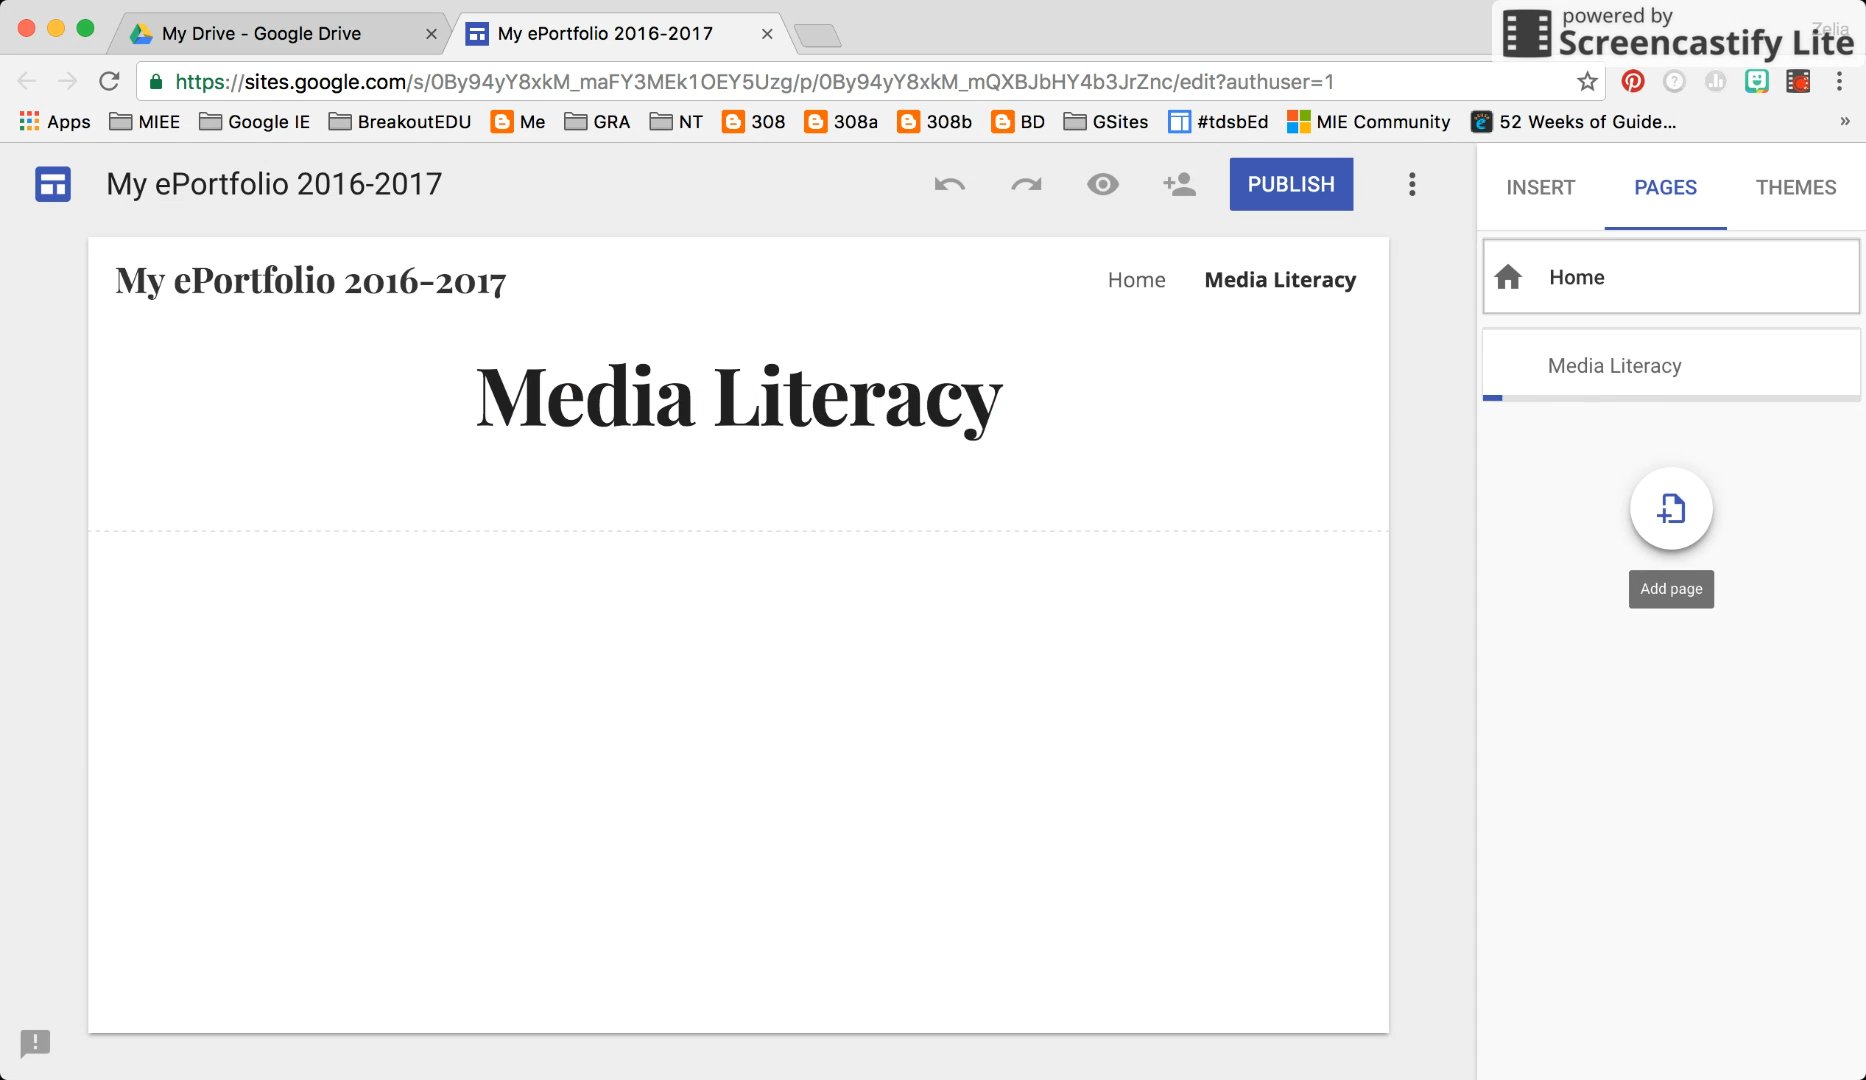 My Drive - Google Drive
My ePortfolio 2016-2017
Zelia
powered by
Screencastify Lite
https://sites.google.com/s/0By94yY8xkM_maFY3MEk1OEY5Uzg/p/0By94yY8xkM_mQXBJbHY4b3JrZnc/edit?authuser=1
Apps MIEE Google IE BreakoutEDU Me GRA NT 308 308a 308b BD GSites #tdsbEd MIE Community 52 Weeks of Guide... »
My ePortfolio 2016-2017
PUBLISH
INSERT PAGES THEMES
My ePortfolio 2016-2017
Home Media Literacy
Media Literacy
Home
Media Literacy
Add page